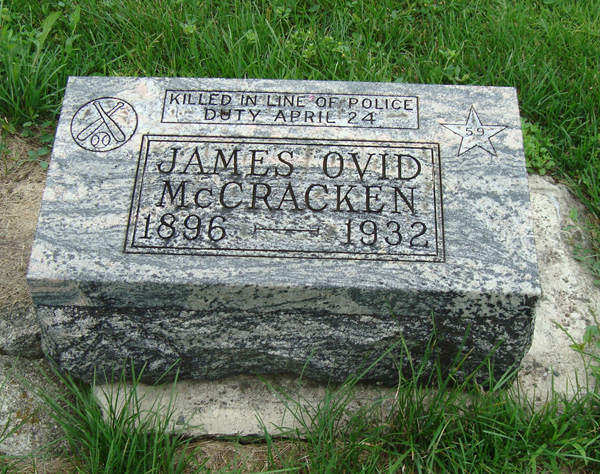 KILLED IN LINE OF POLICE
DUTY APRIL 24
59
JAMES OVID
McCRACKEN
1896 1932